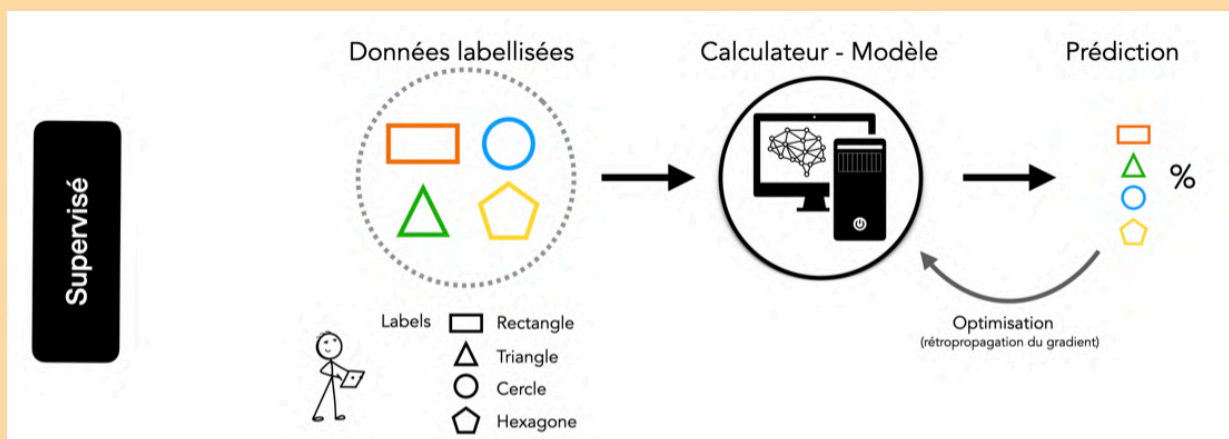 Supervisé
Données labellisées
Calculateur - Modèle
Prédiction
%
Labels
Rectangle
Triangle
Cercle
Hexagone
Optimisation
(rétropropagation du gradient)